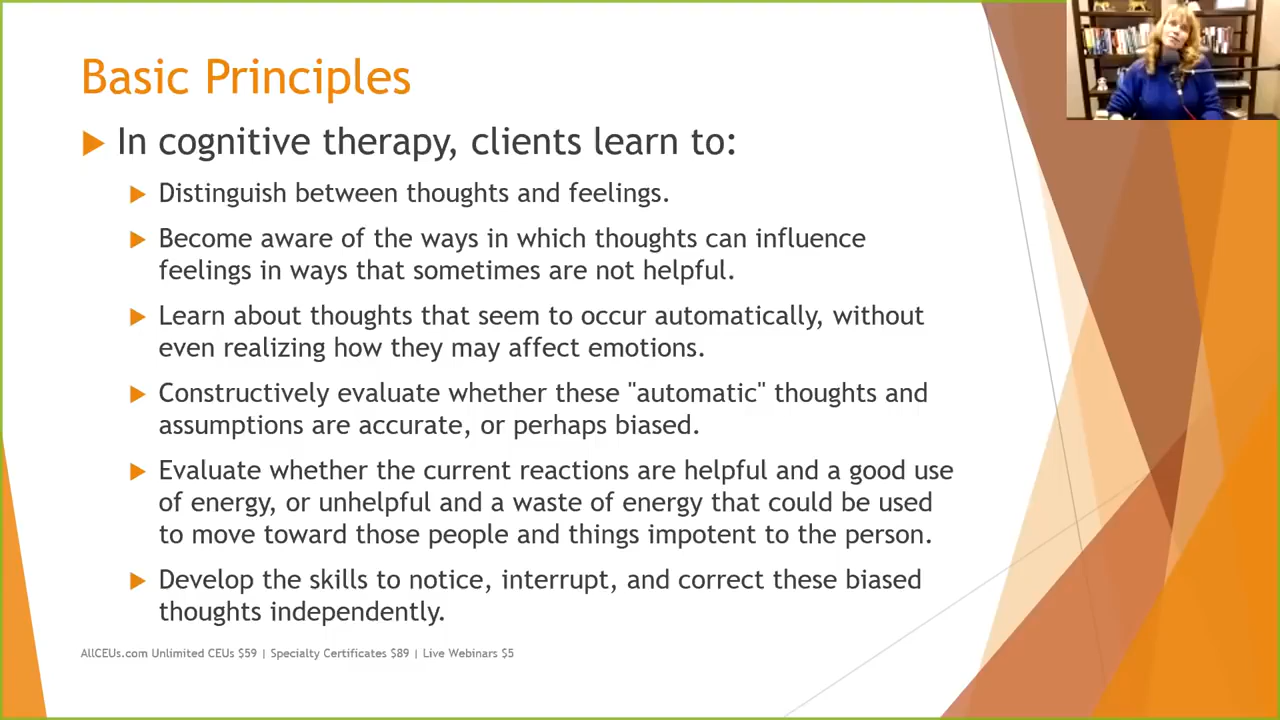 Basic Principles
In cognitive therapy, clients learn to:
Distinguish between thoughts and feelings.
Become aware of the ways in which thoughts can influence
feelings in ways that sometimes are not helpful.
Learn about thoughts that seem to occur automatically, without
even realizing how they may affect emotions.
Constructively evaluate whether these "automatic" thoughts and
assumptions are accurate, or perhaps biased.
Evaluate whether the current reactions are helpful and a good use
of energy, or unhelpful and a waste of energy that could be used
to move toward those people and things impotent to the person.
Develop the skills to notice, interrupt, and correct these biased
thoughts independently.
AllCEUs.com Unlimited CEUs $59 | Specialty Certificates $89 | Live Webinars $5